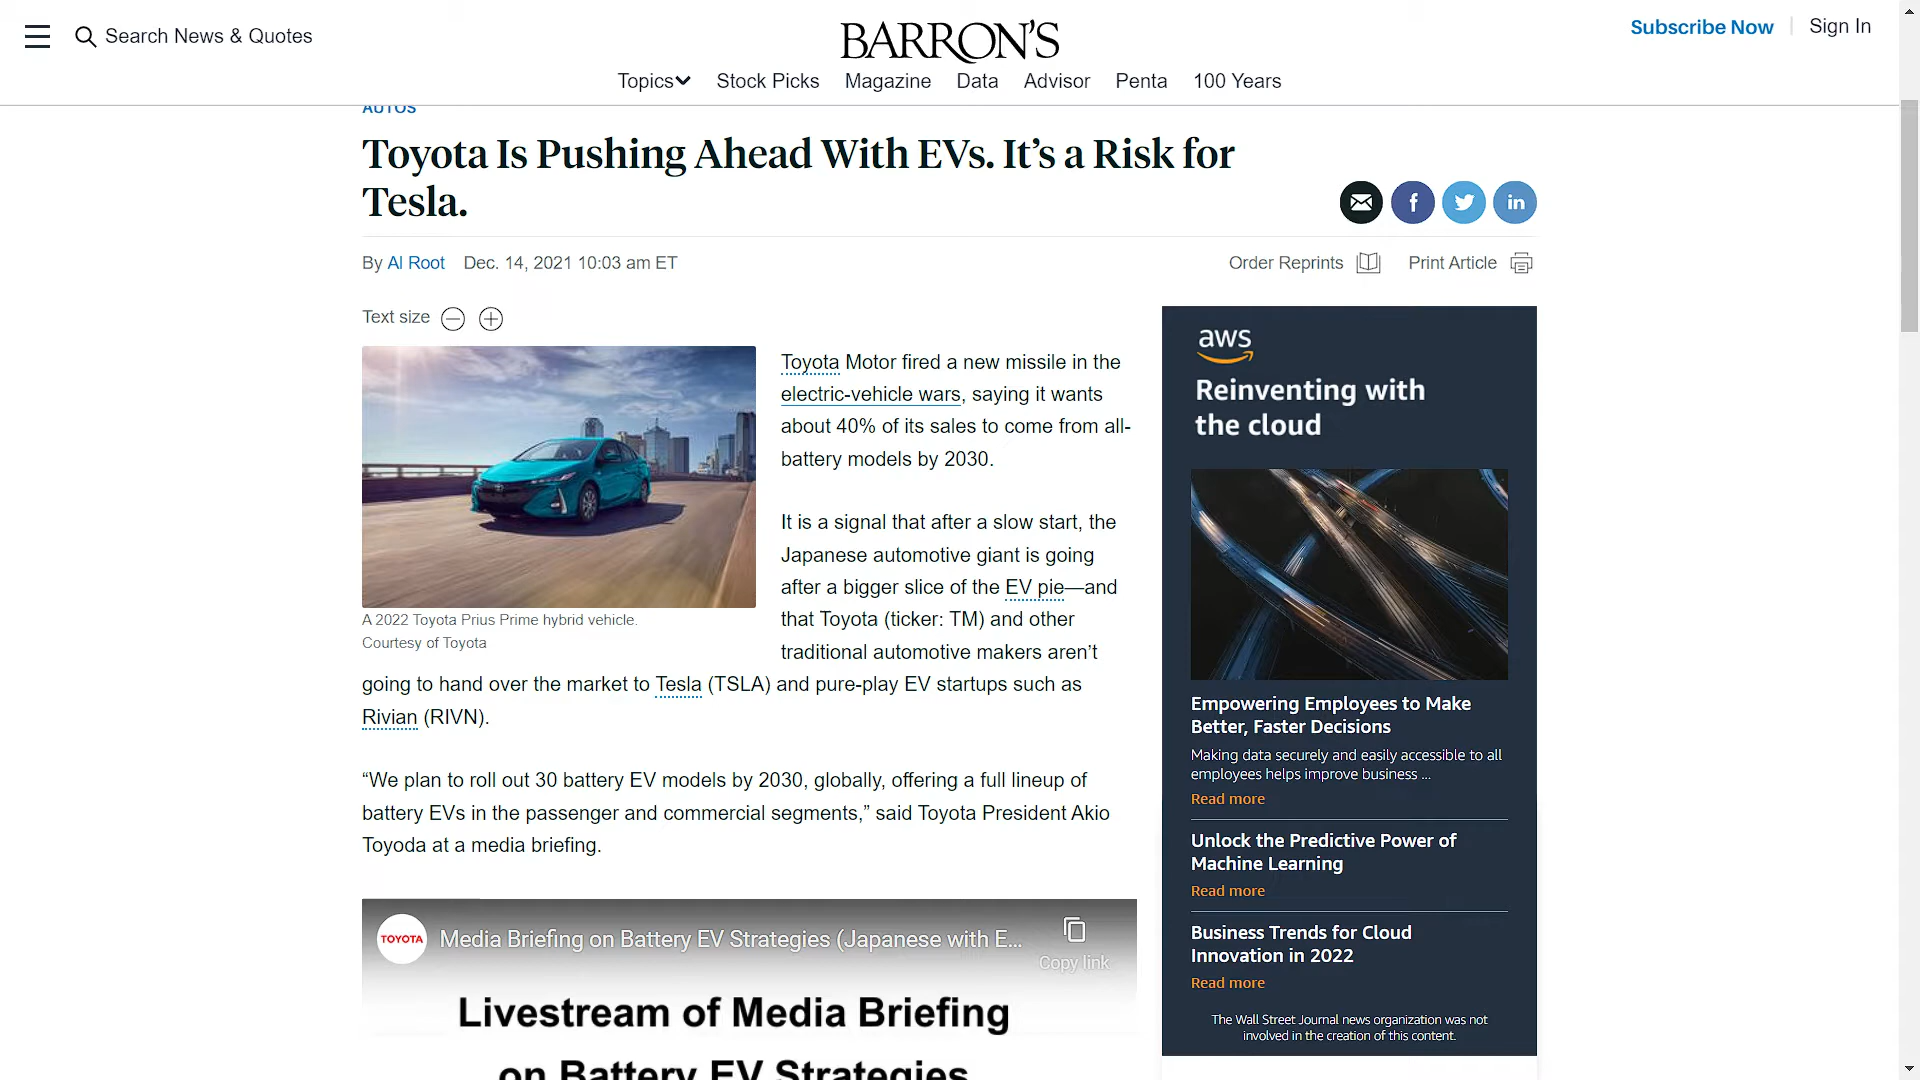 Search News & Quotes
BARRON'S
Subscribe Now
Sign In
Topics
Stock Picks
Magazine
Data
Advisor
Penta
100 Years
AUTOS
Toyota Is Pushing Ahead With EVs. It’s a Risk for
Tesla.
By Al Root Dec. 14, 2021 10:03 am ET
Order Reprints
Print Article
Text size
Toyota Motor fired a new missile in the
electric-vehicle wars, saying it wants
about 40% of its sales to come from all-
battery models by 2030.
It is a signal that after a slow start, the
Japanese automotive giant is going
after a bigger slice of the EV pie—and
that Toyota (ticker: TM) and other
traditional automotive makers aren’t
going to hand over the market to Tesla (TSLA) and pure-play EV startups such as
Rivian (RIVN).
A 2022 Toyota Prius Prime hybrid vehicle.
Courtesy of Toyota
“We plan to roll out 30 battery EV models by 2030, globally, offering a full lineup of
battery EVs in the passenger and commercial segments,” said Toyota President Akio
Toyoda at a media briefing.
TOYOTA
Media Briefing on Battery EV Strategies (Japanese with E...
Copy link
Livestream of Media Briefing
on Battery EV Strategies
aws
Reinventing with
the cloud
Empowering Employees to Make
Better, Faster Decisions
Making data securely and easily accessible to all
employees helps improve business ...
Read more
Unlock the Predictive Power of
Machine Learning
Read more
Business Trends for Cloud
Innovation in 2022
Read more
The Wall Street Journal news organization was not
involved in the creation of this content.